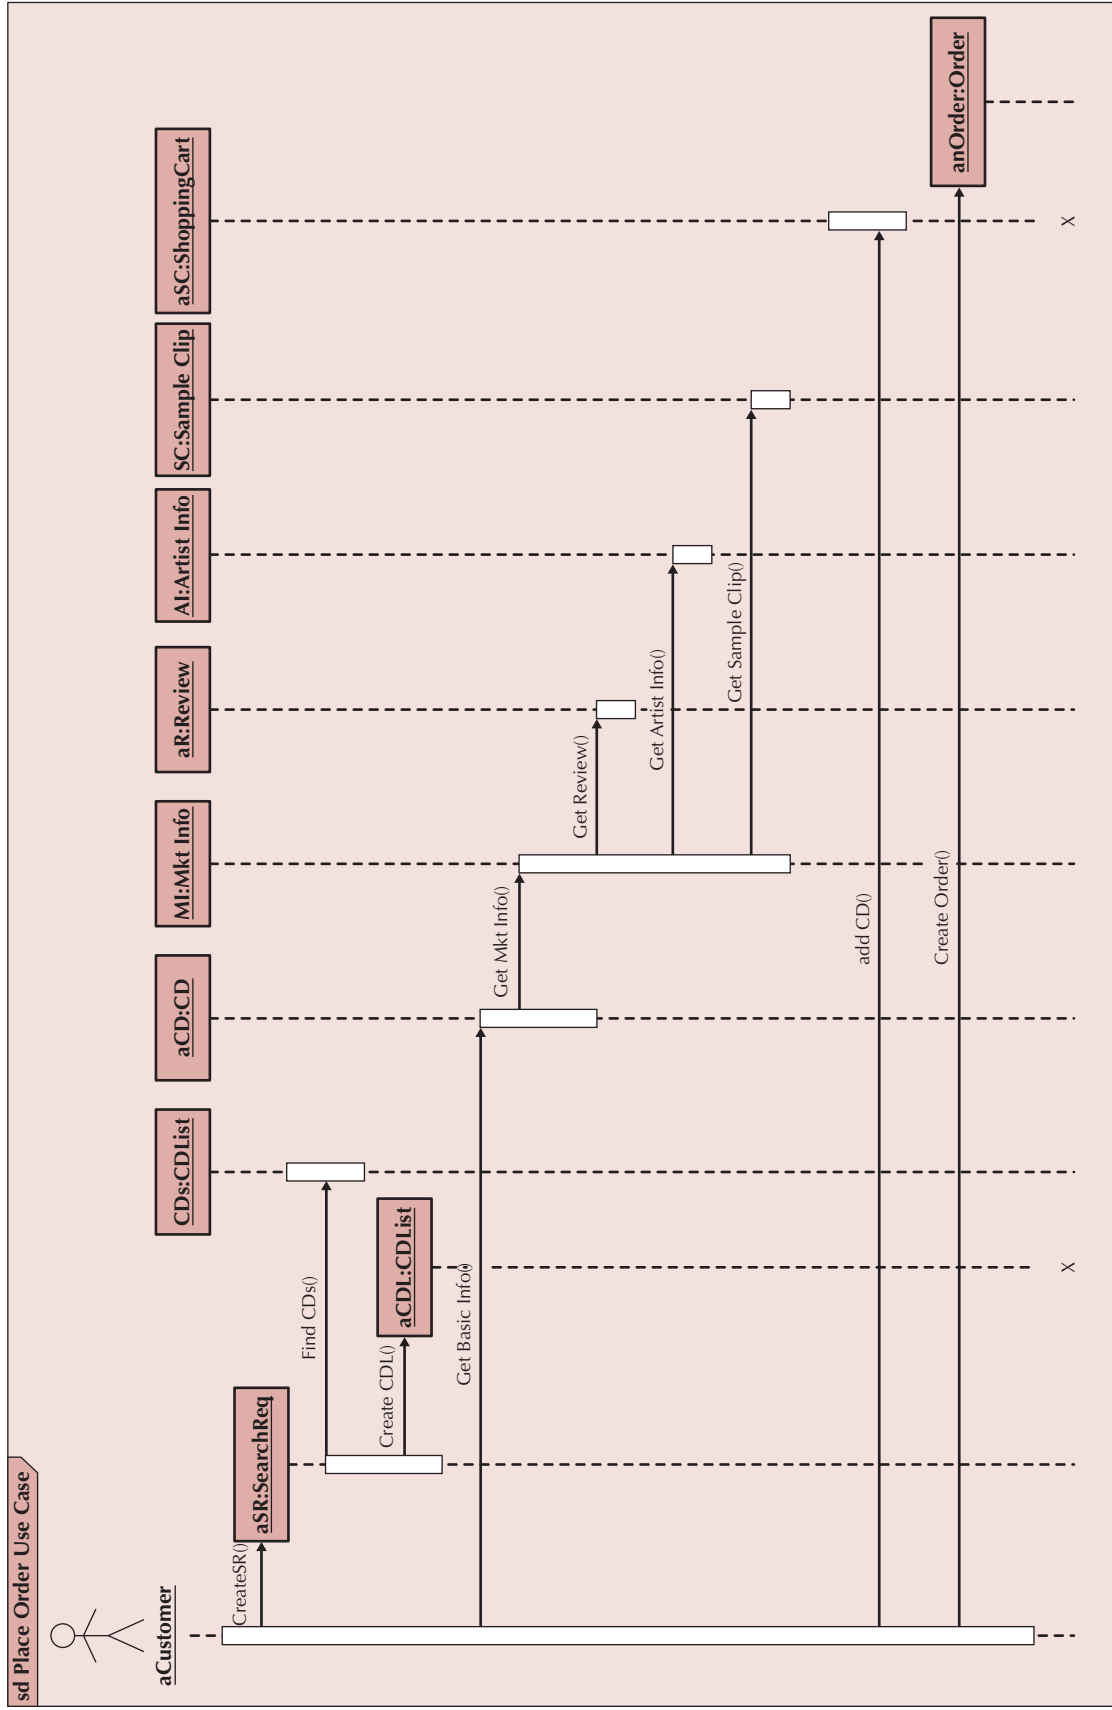 sd Place Order Use Case
aCustomer
aSR:SearchReq
aCDL:CDList
CDs:CDList
aCD:CD
MI:Mkt Info
aR:Review
AI:Artist Info
SC:Sample Clip
aSC:ShoppingCart
anOrder:Order
CreateSR()
Find CDs()
Create CDL()
Get Basic Info()
Get Mkt Info()
Get Review()
Get Artist Info()
Get Sample Clip()
add CD()
Create Order()
X
X